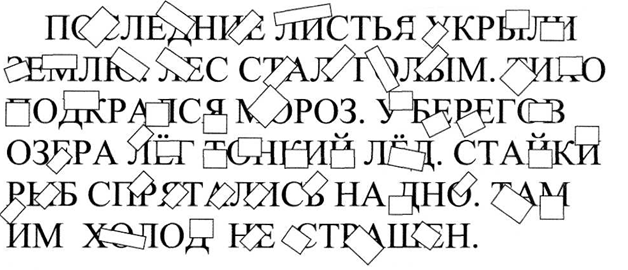 ПОСЛЕДНИЕ ЛИСТЬЯ УКРЫЛИ
ЗЕМЛЮ. ЛЕС СТАЛ ГОЛЫМ. ТИХО
ПОДКРАЛСЯ МОРОЗ. У БЕРЕГОВ
ОЗЕРА ЛЁГ ТОНКИЙ ЛЁД. СТАЙКИ
РЫБ СПРЯТАЛИСЬ НА ДНО. ТАМ
ИМ ХОЛОД НЕ СТРАШЕН.